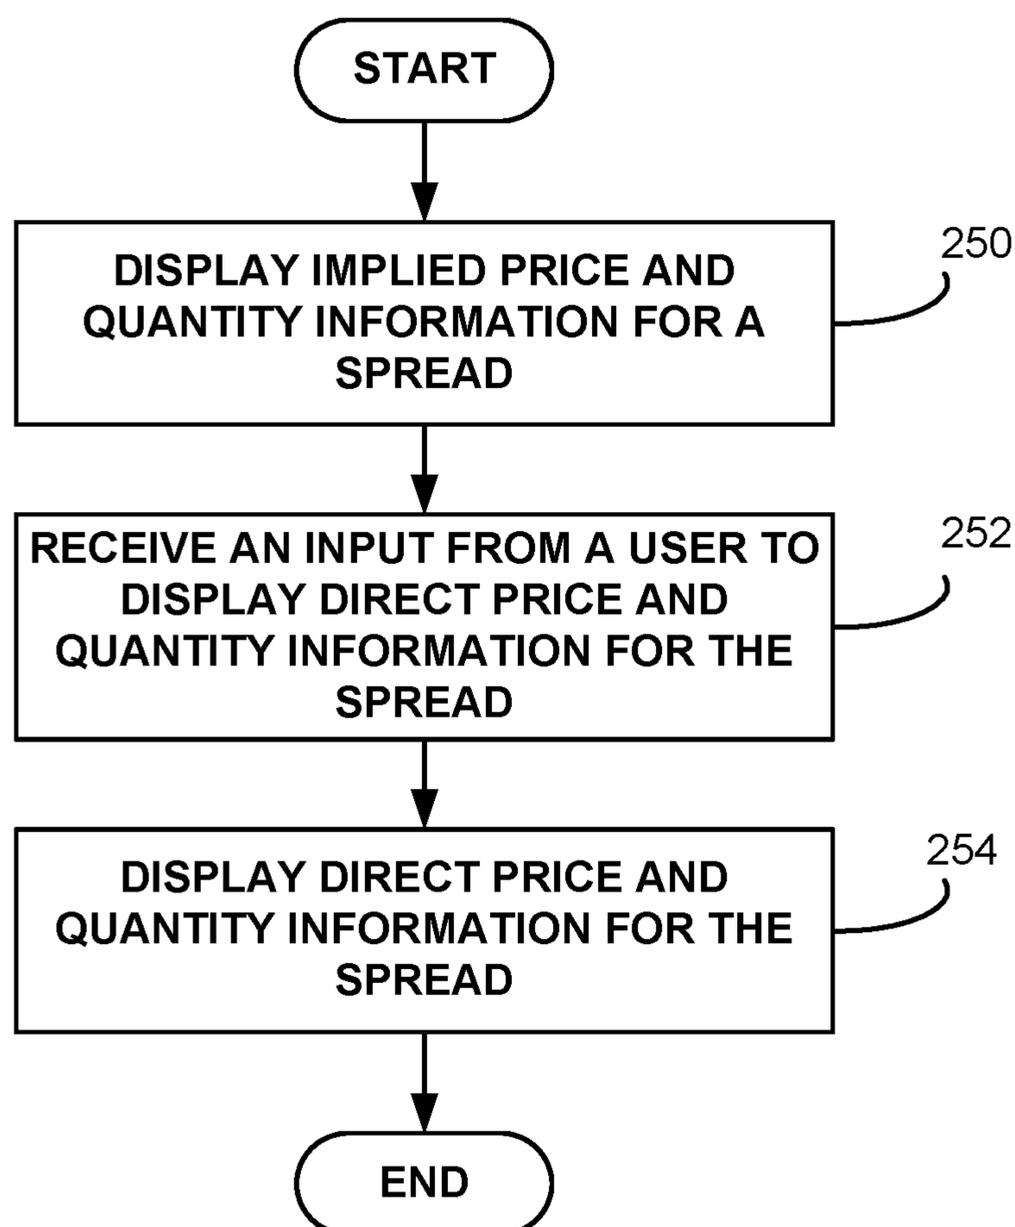 START
DISPLAY IMPLIED PRICE AND
QUANTITY INFORMATION FOR A
SPREAD
250
RECEIVE AN INPUT FROM A USER TO
DISPLAY DIRECT PRICE AND
QUANTITY INFORMATION FOR THE
SPREAD
252
DISPLAY DIRECT PRICE AND
QUANTITY INFORMATION FOR THE
SPREAD
254
END